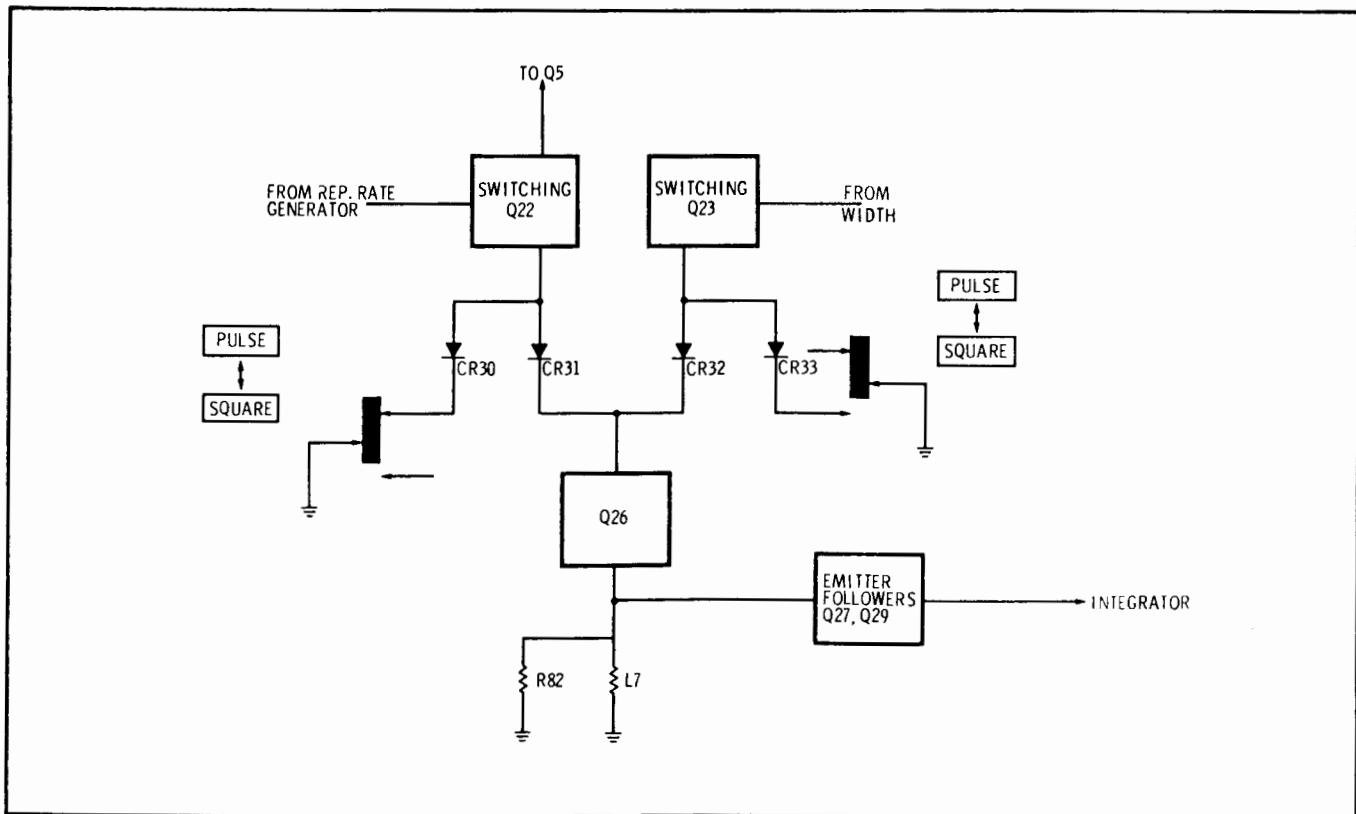 TO Q5
FROM REP. RATE
GENERATOR
SWITCHING
Q22
SWITCHING
Q23
FROM
WIDTH
PULSE
SQUARE
PULSE
SQUARE
CR30
CR31
CR32
CR33
Q26
EMITTER
FOLLOWERS
Q27, Q29
INTEGRATOR
R82
L7